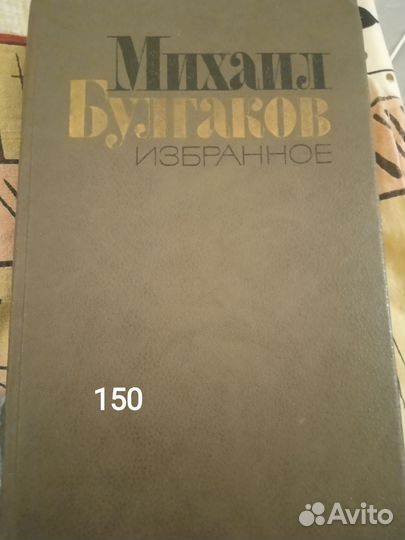 Михаил
Булгаков
ИЗБРАННОЕ
150
Avito